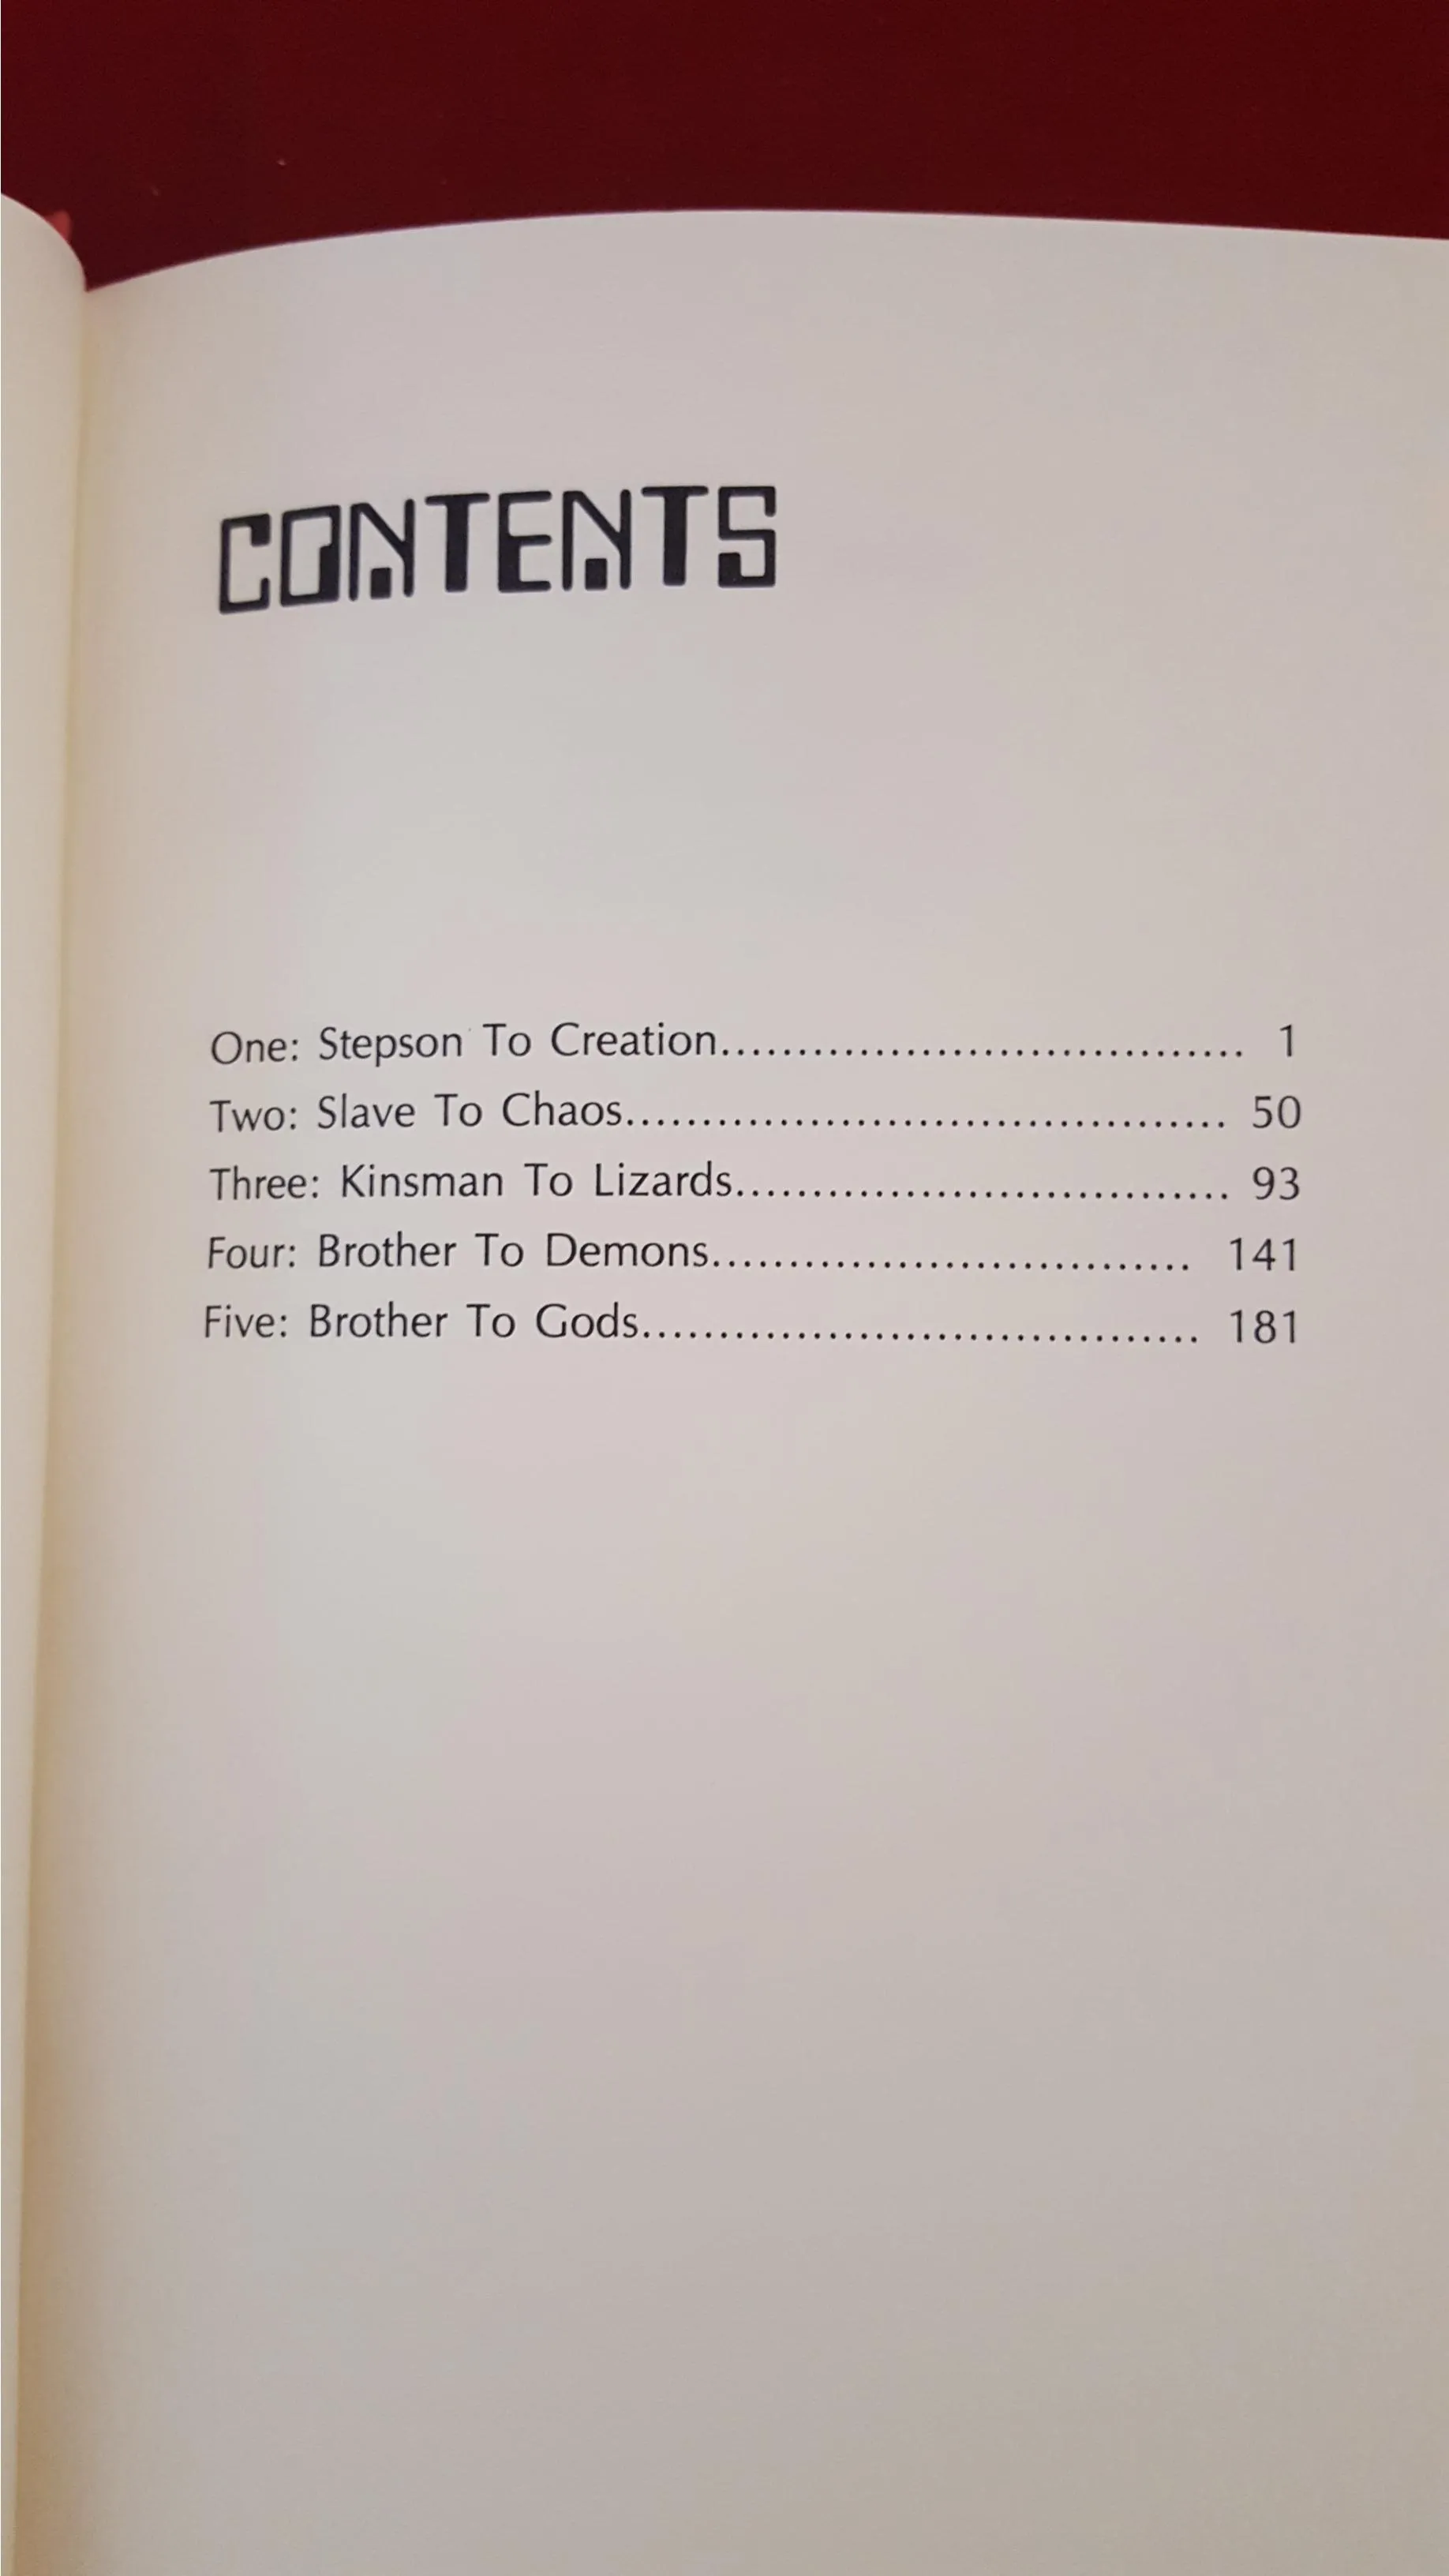 CONTENTS
One: Stepson To Creation.................................. 1
Two: Slave To Chaos....................................... 50
Three: Kinsman To Lizards................................ 93
Four: Brother To Demons............................... 141
Five: Brother To Gods.................................... 181